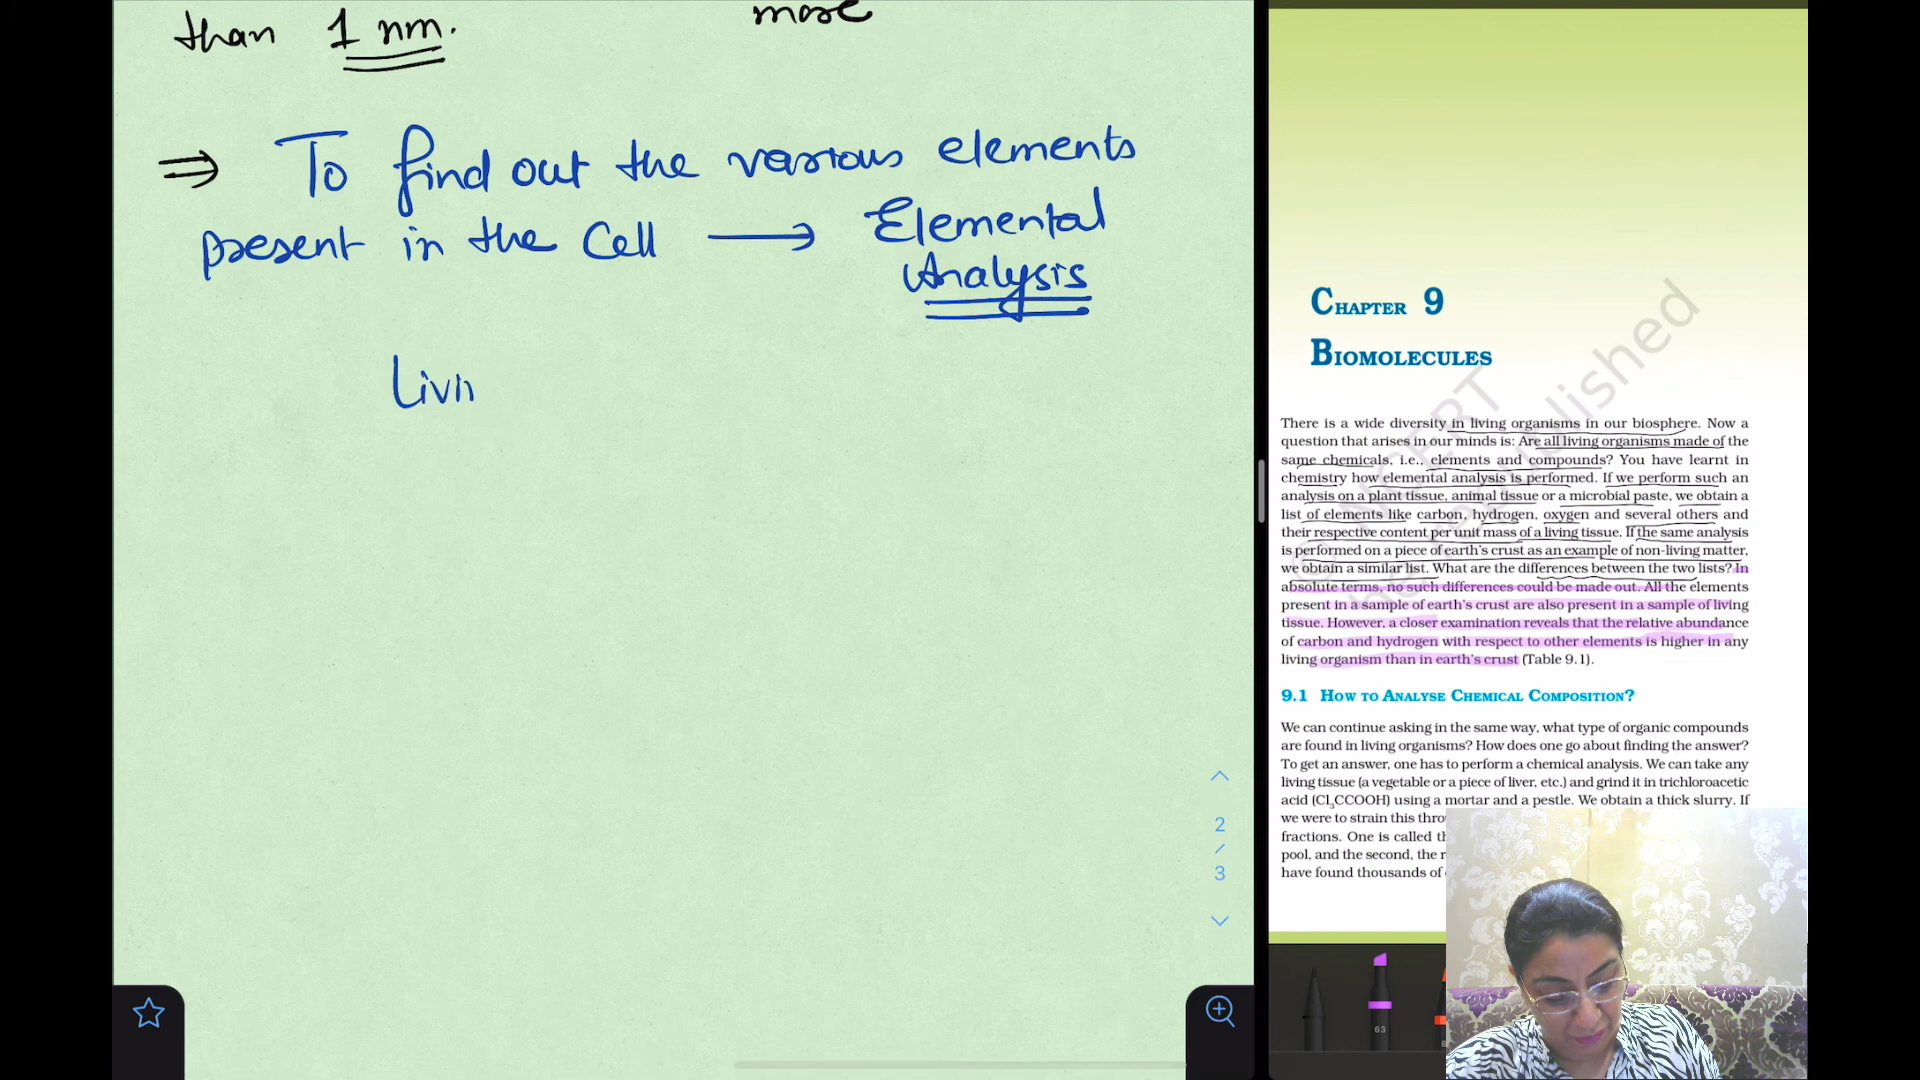 more
than 1 nm.
⇒ To find out the various elements
present in the Cell → Elemental
Analysis
Livin
2
/
3
CHAPTER 9
BIOMOLECULES
There is a wide diversity in living organisms in our biosphere. Now a
question that arises in our minds is: Are all living organisms made of the
same chemicals, i.e., elements and compounds? You have learnt in
chemistry how elemental analysis is performed. If we perform such an
analysis on a plant tissue, animal tissue or a microbial paste, we obtain a
list of elements like carbon, hydrogen, oxygen and several others and
their respective content per unit mass of a living tissue. If the same analysis
is performed on a piece of earth's crust as an example of non-living matter,
we obtain a similar list. What are the differences between the two lists? In
absolute terms, no such differences could be made out. All the elements
present in a sample of earth's crust are also present in a sample of living
tissue. However, a closer examination reveals that the relative abundance
of carbon and hydrogen with respect to other elements is higher in any
living organism than in earth's crust (Table 9.1).
9.1 HOW TO ANALYSE CHEMICAL COMPOSITION?
We can continue asking in the same way, what type of organic compounds
are found in living organisms? How does one go about finding the answer?
To get an answer, one has to perform a chemical analysis. We can take any
living tissue (a vegetable or a piece of liver, etc.) and grind it in trichloroacetic
acid (Cl3CCOOH) using a mortar and a pestle. We obtain a thick slurry. If
we were to strain this thro
fractions. One is called th
pool, and the second, the r
have found thousands of
63